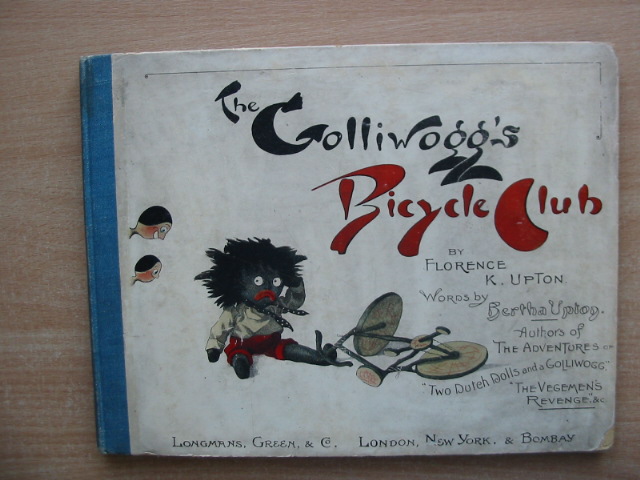 The Golliwogg's
Bicycle Club
BY
FLORENCE
K. UPTON
Words by
Bertha Upton.
Authors of
"THE ADVENTURES OF
"Two Dutch Dolls and a GOLLIWOGG"
"THE VEGEMEN'S
REVENGE." &c.
LONGMANS, GREEN, & Co. LONDON, NEW YORK, & BOMBAY